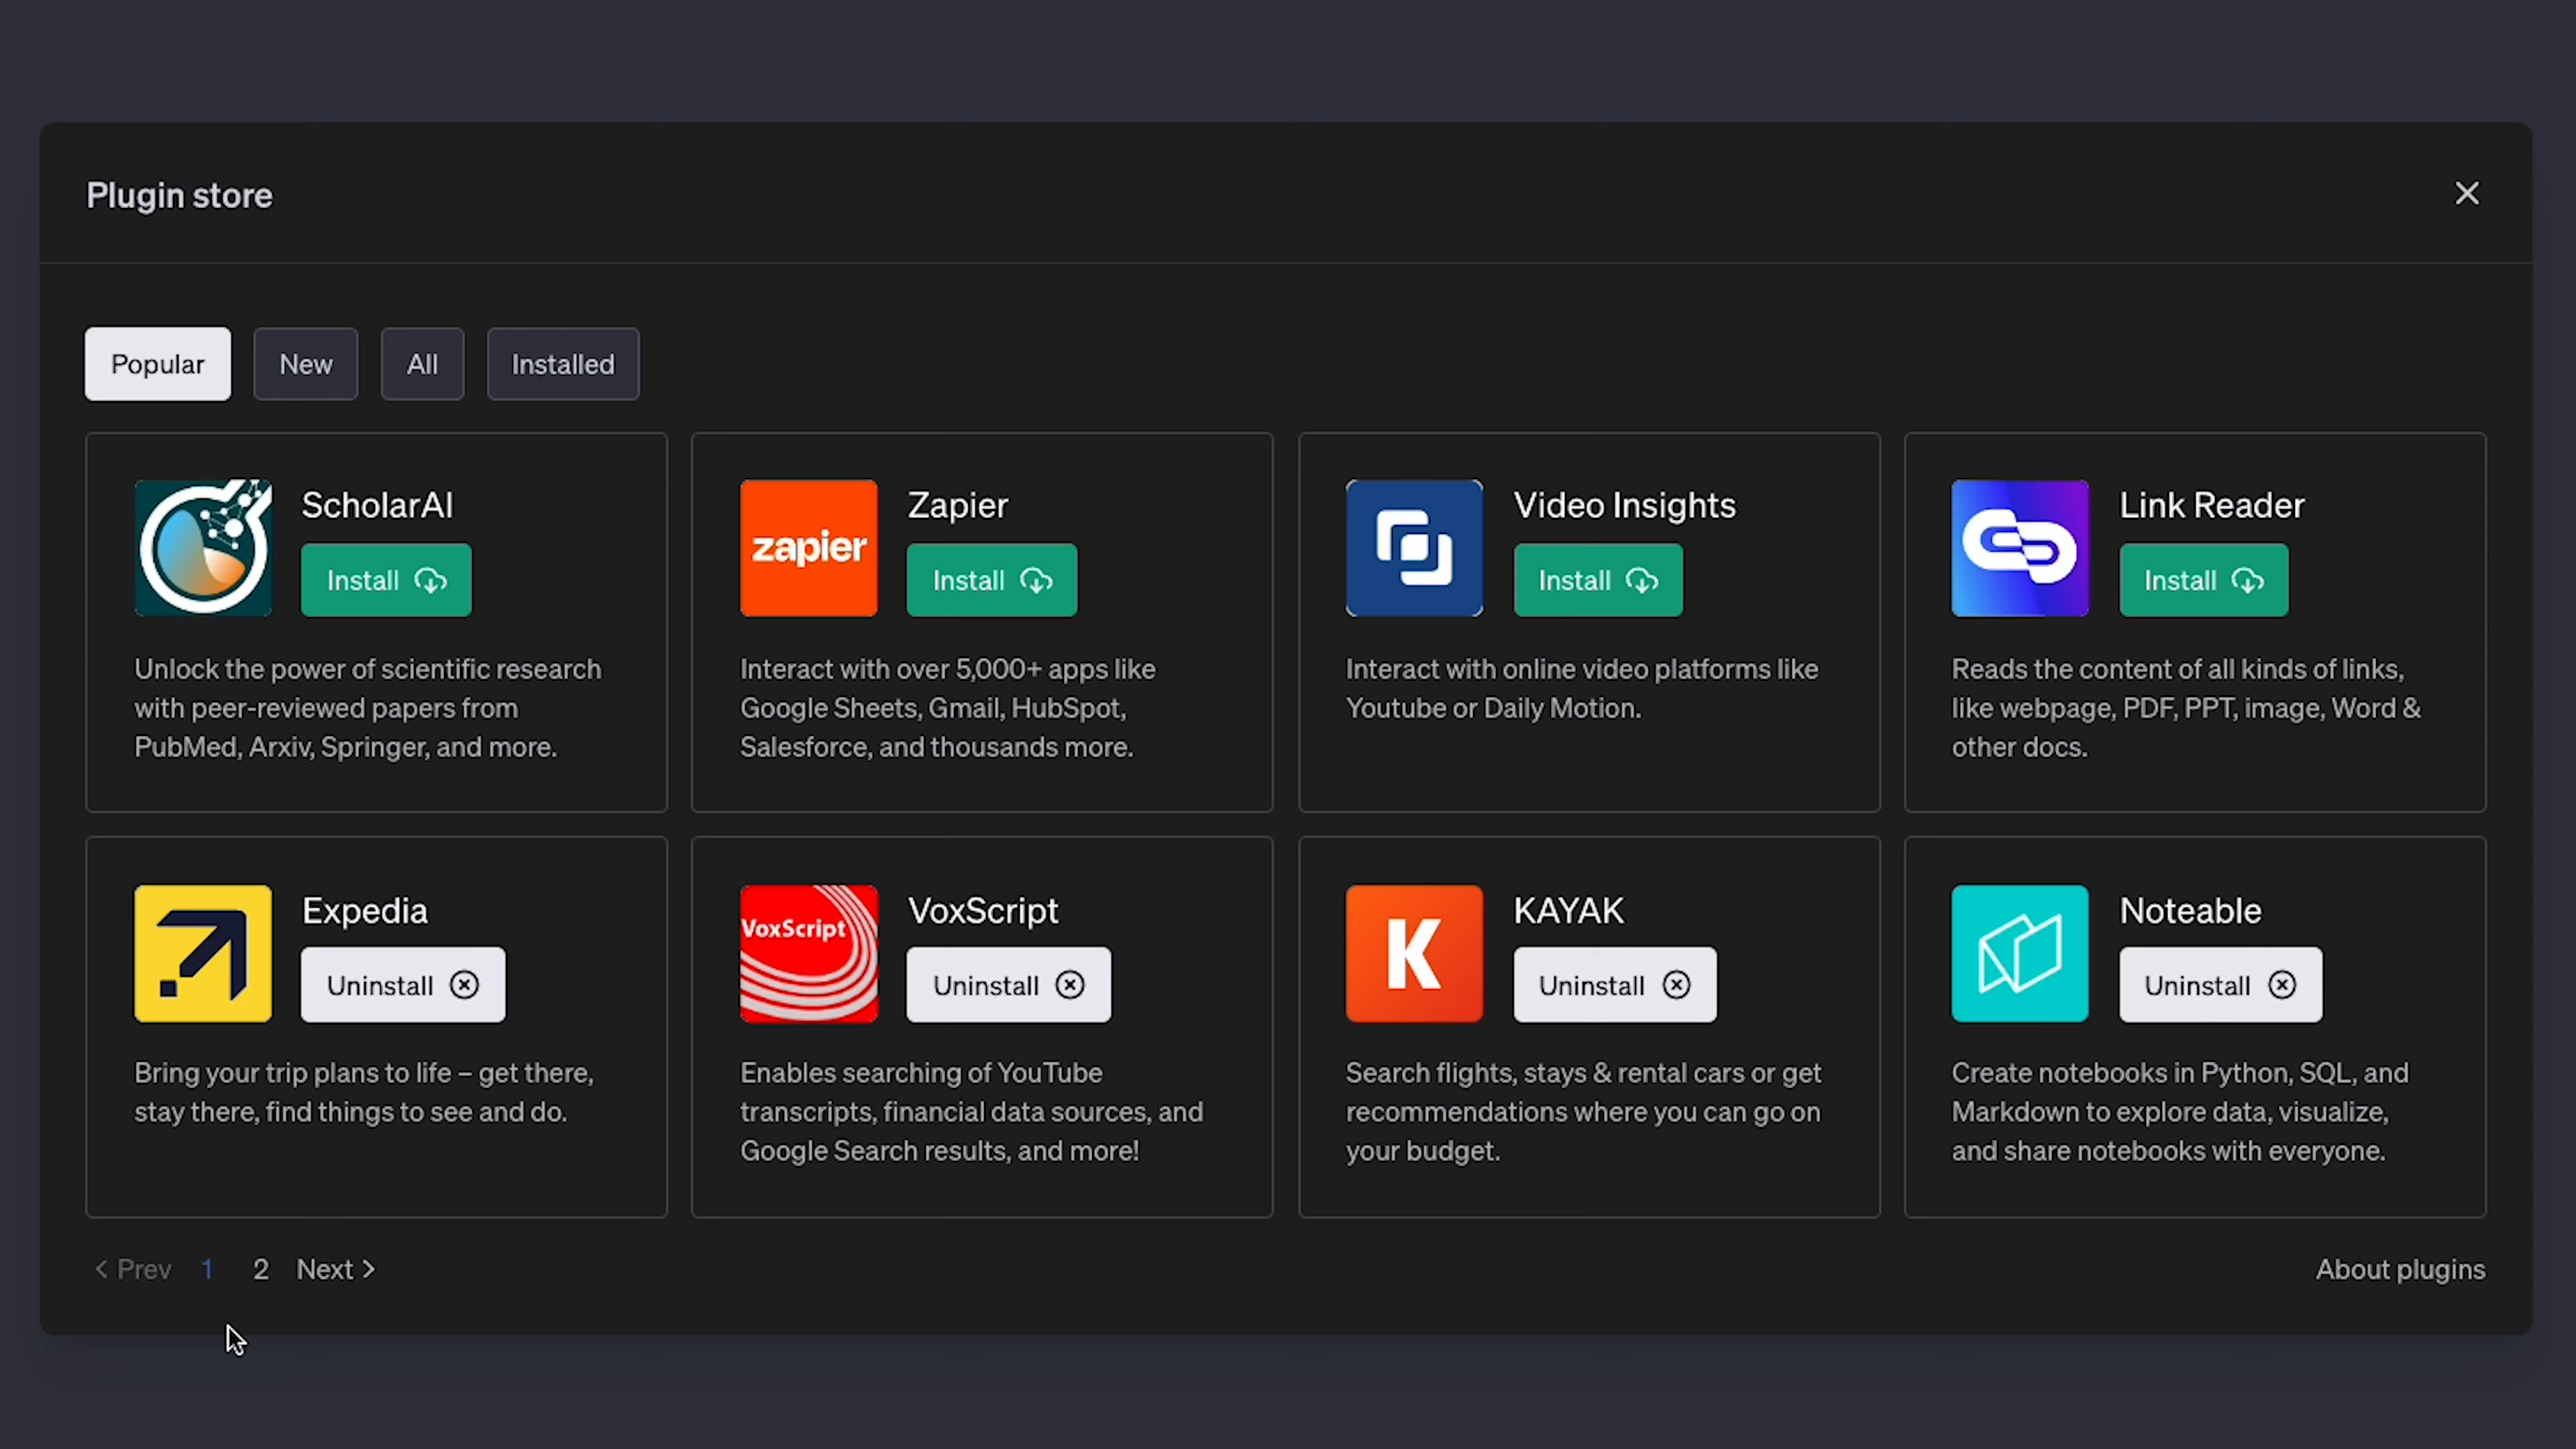 Plugin store
Popular
New
All
Installed
ScholarAI
Install
Unlock the power of scientific research
with peer-reviewed papers from
PubMed, Arxiv, Springer, and more.
zapier
Zapier
Install
Interact with over 5,000+ apps like
Google Sheets, Gmail, HubSpot,
Salesforce, and thousands more.
Video Insights
Install
Interact with online video platforms like
Youtube or Daily Motion.
Link Reader
Install
Reads the content of all kinds of links,
like webpage, PDF, PPT, image, Word &
other docs.
Expedia
Uninstall
Bring your trip plans to life – get there,
stay there, find things to see and do.
VoxScript
VoxScript
Uninstall
Enables searching of YouTube
transcripts, financial data sources, and
Google Search results, and more!
K
KAYAK
Uninstall
Search flights, stays & rental cars or get
recommendations where you can go on
your budget.
Noteable
Uninstall
Create notebooks in Python, SQL, and
Markdown to explore data, visualize,
and share notebooks with everyone.
Prev 1 2 Next
About plugins